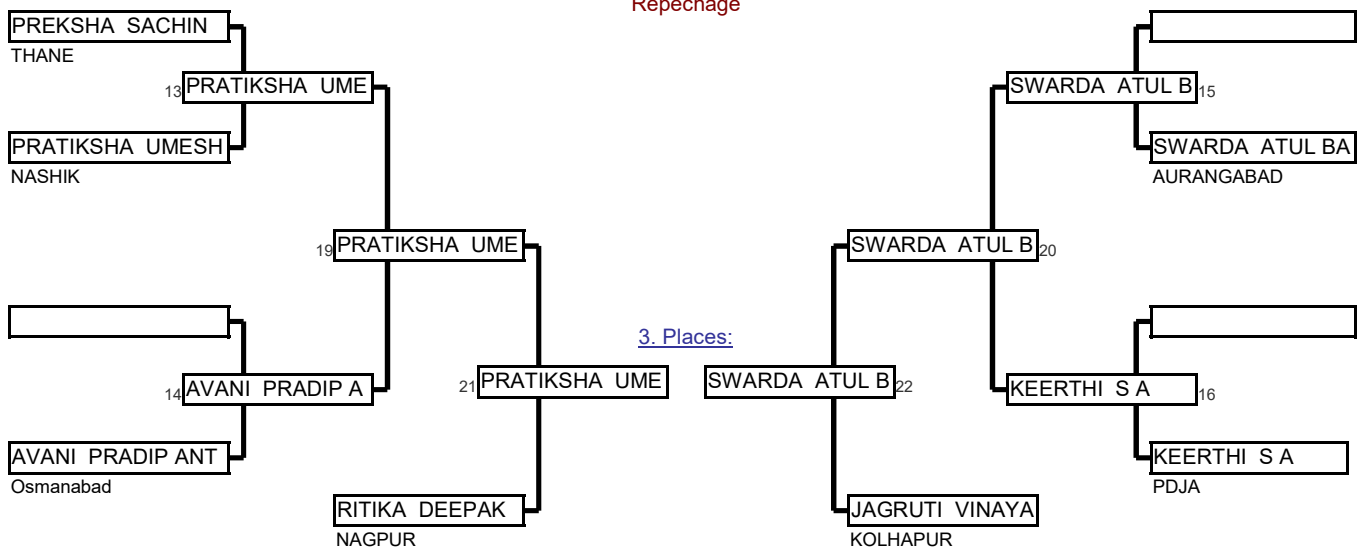 Repechage
PREKSHA SACHIN
THANE
13 PRATIKSHA UME
SWARDA ATUL B 15
PRATIKSHA UMESH
NASHIK
SWARDA ATUL BA
AURANGABAD
19 PRATIKSHA UME
SWARDA ATUL B 20
3. Places:
14 AVANI PRADIP A
21 PRATIKSHA UME
SWARDA ATUL B 22
KEERTHI S A 16
AVANI PRADIP ANT
Osmanabad
KEERTHI S A
PDJA
RITIKA DEEPAK
NAGPUR
JAGRUTI VINAYA
KOLHAPUR